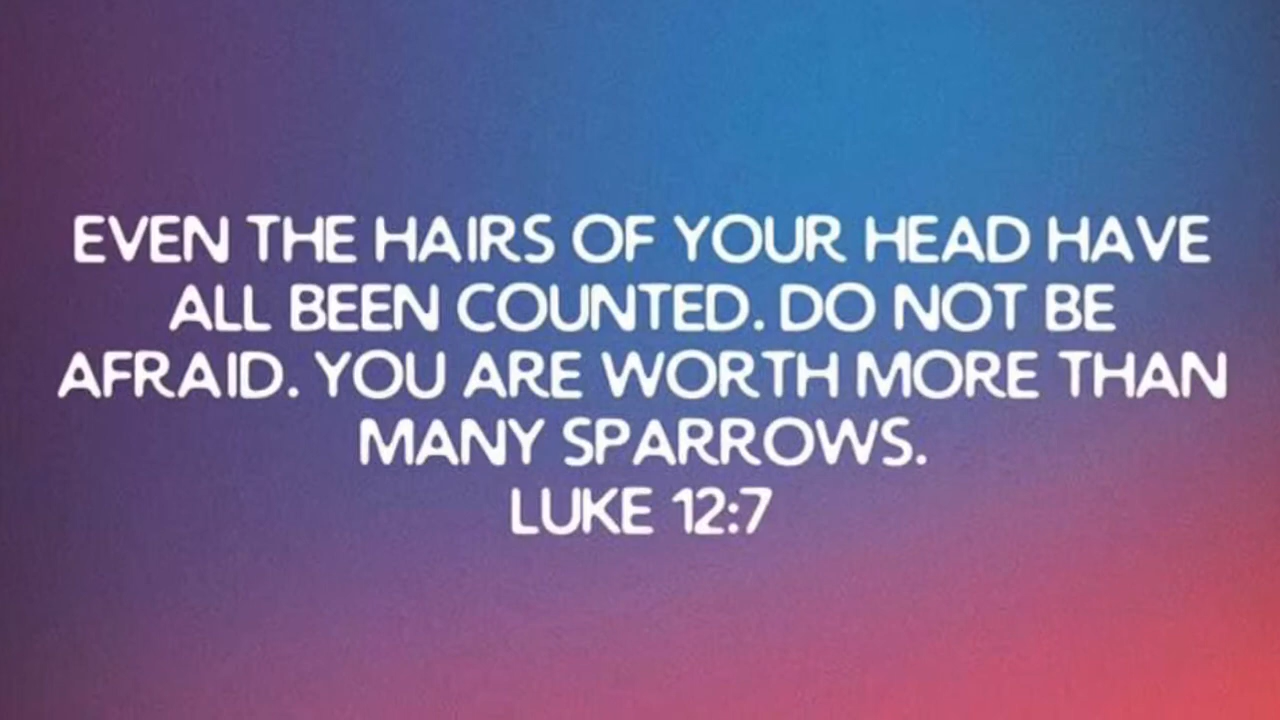 EVEN THE HAIRS OF YOUR HEAD HAVE
ALL BEEN COUNTED. DO NOT BE
AFRAID. YOU ARE WORTH MORE THAN
MANY SPARROWS.
LUKE 12:7